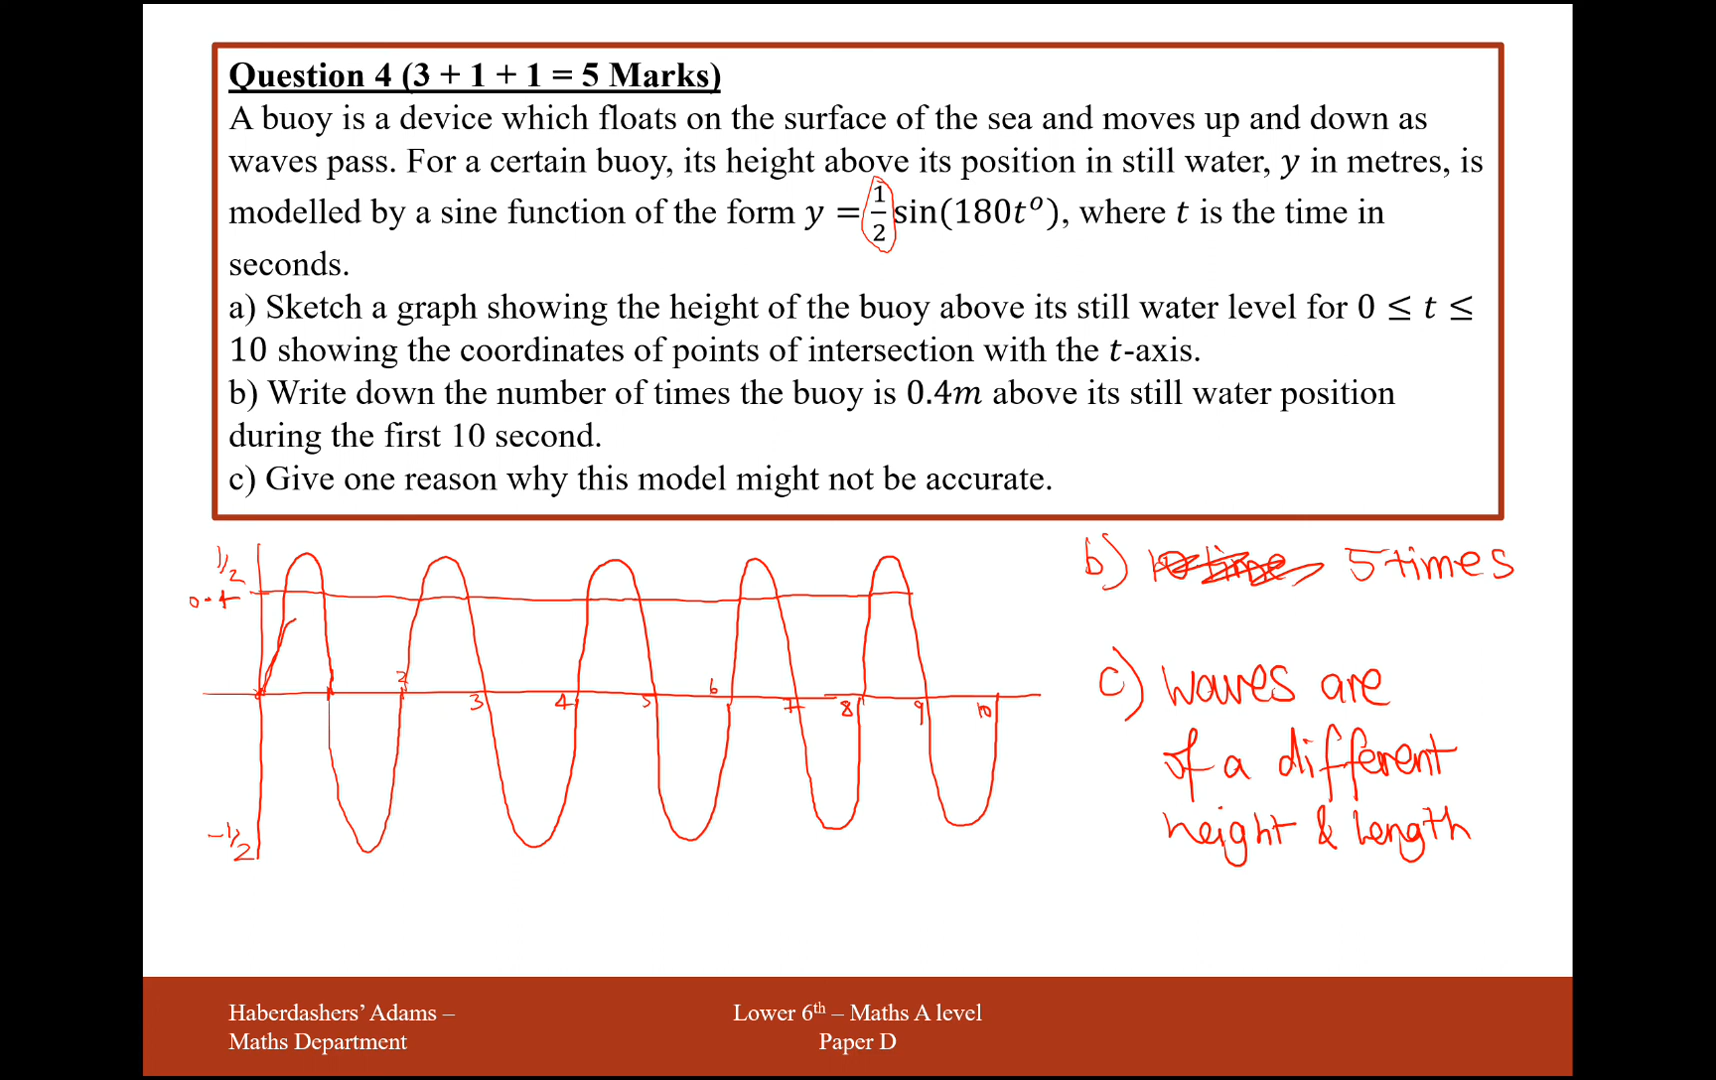 Question 4 (3 + 1 + 1 = 5 Marks)
A buoy is a device which floats on the surface of the sea and moves up and down as
waves pass. For a certain buoy, its height above its position in still water, y in metres, is
modelled by a sine function of the form y = 1/2 sin(180t°), where t is the time in
seconds.
a) Sketch a graph showing the height of the buoy above its still water level for 0 ≤ t ≤
10 showing the coordinates of points of intersection with the t-axis.
b) Write down the number of times the buoy is 0.4m above its still water position
during the first 10 second.
c) Give one reason why this model might not be accurate.
1/2
0.4
2
3
4
5
6
7
8
9
10
-1/2
b) 5 times
c) waves are
of a different
height & length
Haberdashers' Adams –
Maths Department
Lower 6th – Maths A level
Paper D